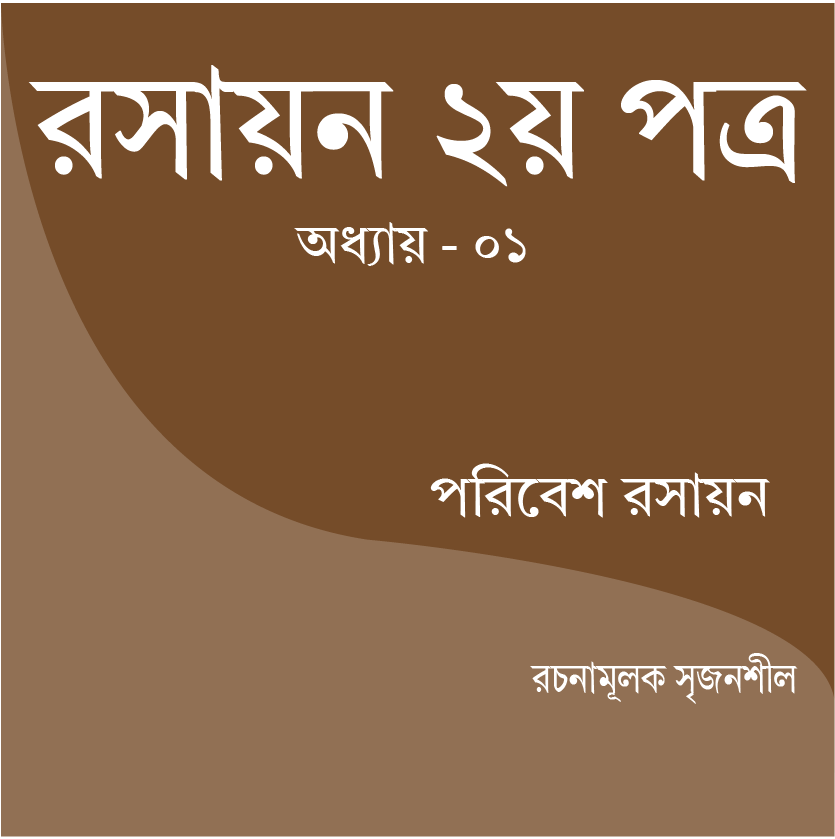 রসায়ন ২য় পত্র
অধ্যায় - ০১
পরিবেশ রসায়ন
রচনামূলক সৃজনশীল